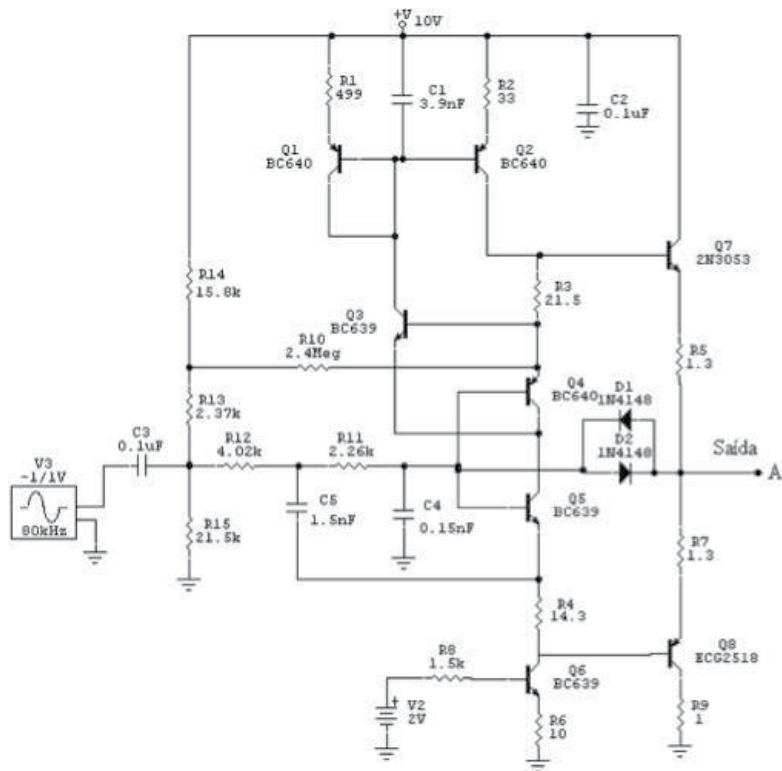 +V
10V
R1
499
C1
3.9nF
R2
33
C2
0.1uF
Q1
BC640
Q2
BC640
Q7
2N3053
R14
15.8k
R3
21.5
Q3
BC639
R10
2.4Meg
R5
1.3
Q4
BC640
R13
2.37k
D1
1N4148
C3
0.1uF
R12
4.02k
R11
2.26k
D2
1N4148
Saída
A
V3
-1/1V
80kHz
C5
1.5nF
C4
0.15nF
Q5
BC639
R15
21.5k
R7
1.3
R4
14.3
R8
1.5k
Q8
ECG2518
Q6
BC639
V2
2V
+
R6
10
R9
1